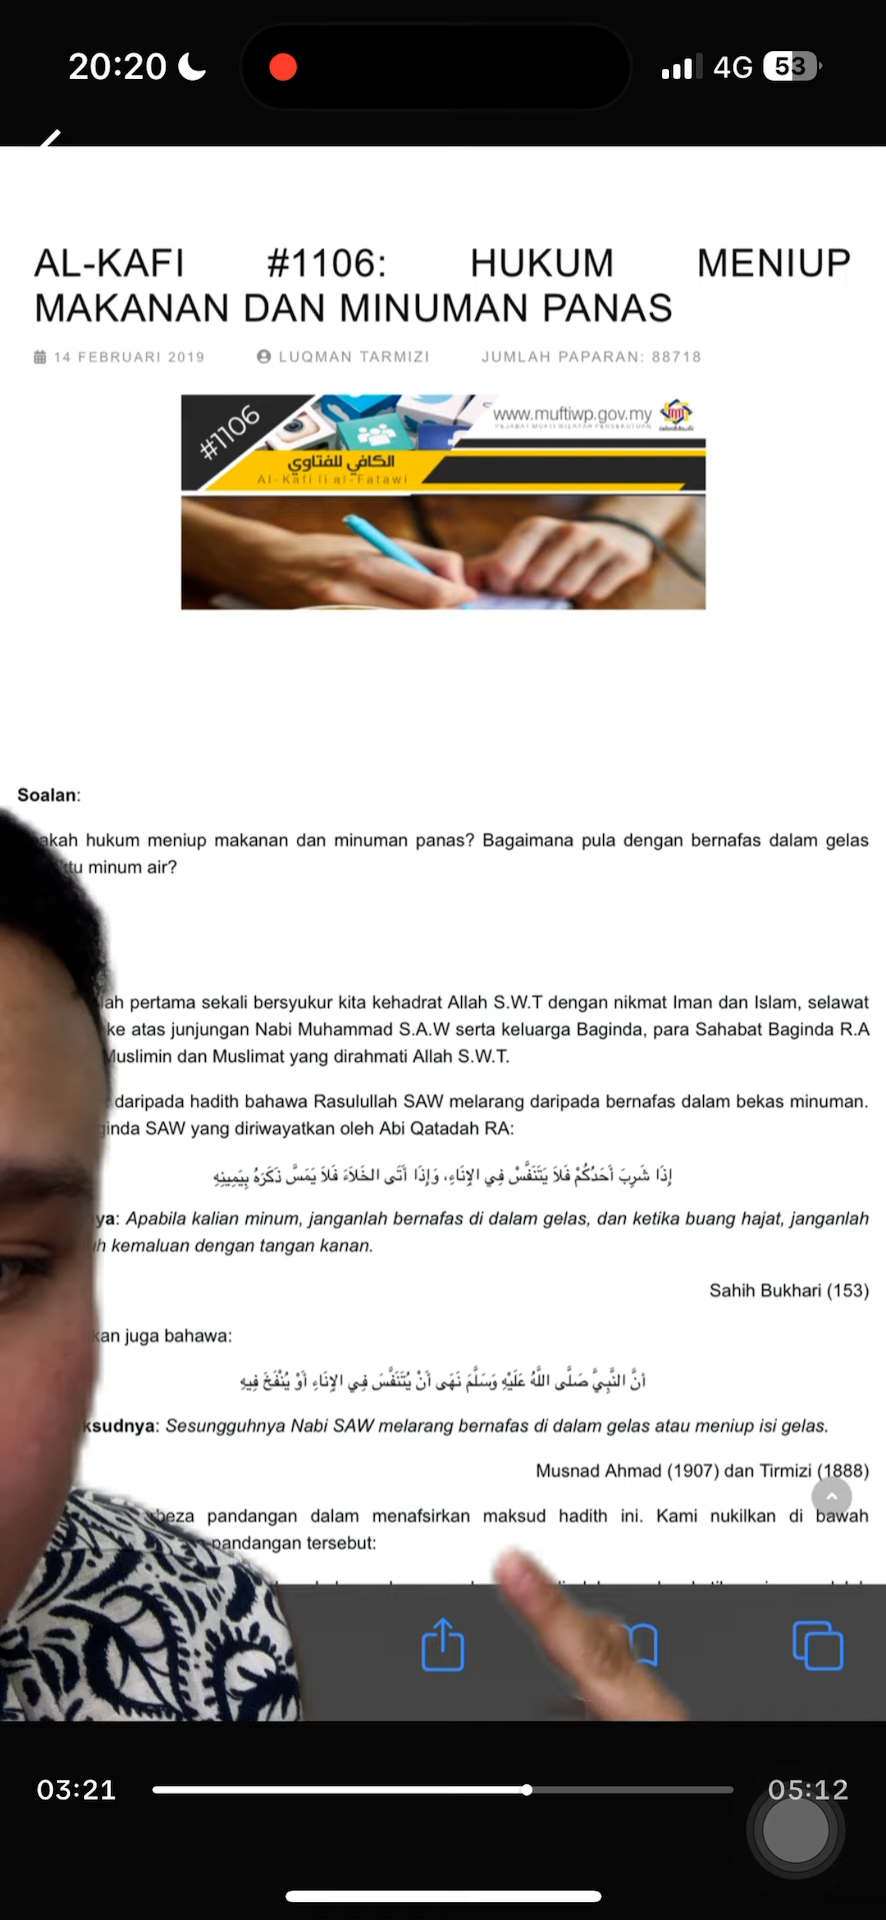 20:20
4G 53
AL-KAFI #1106: HUKUM MENIUP
MAKANAN DAN MINUMAN PANAS
14 FEBRUARI 2019 LUQMAN TARMIZI JUMLAH PAPARAN: 88718
#1106
www.muftiwp.gov.my
PEJABAT MUFTI WILAYAH PERSEKUTUAN
الكافي للفتاوي
Al-Kafi li al-Fatawi
Soalan:
akah hukum meniup makanan dan minuman panas? Bagaimana pula dengan bernafas dalam gelas
tu minum air?
ah pertama sekali bersyukur kita kehadrat Allah S.W.T dengan nikmat Iman dan Islam, selawat
ke atas junjungan Nabi Muhammad S.A.W serta keluarga Baginda, para Sahabat Baginda R.A
Muslimin dan Muslimat yang dirahmati Allah S.W.T.
daripada hadith bahawa Rasulullah SAW melarang daripada bernafas dalam bekas minuman.
ginda SAW yang diriwayatkan oleh Abi Qatadah RA:
إِذَا شَرِبَ أَحَدُكُمْ فَلاَ يَتَنَفَّسْ فِي الإِنَاءِ، وَإِذَا أَتَى الخَلاَءَ فَلاَ يَمَسَّ ذَكَرَهُ بِيَمِينِهِ
ya: Apabila kalian minum, janganlah bernafas di dalam gelas, dan ketika buang hajat, janganlah
h kemaluan dengan tangan kanan.
Sahih Bukhari (153)
kan juga bahawa:
أَنَّ النَّبِيَّ صَلَّى اللَّهُ عَلَيْهِ وَسَلَّمَ نَهَى أَنْ يُتَنَفَّسَ فِي الإِنَاءِ أَوْ يُنْفَخَ فِيهِ
ksudnya: Sesungguhnya Nabi SAW melarang bernafas di dalam gelas atau meniup isi gelas.
Musnad Ahmad (1907) dan Tirmizi (1888)
beza pandangan dalam menafsirkan maksud hadith ini. Kami nukilkan di bawah
pandangan tersebut:
03:21 05:12